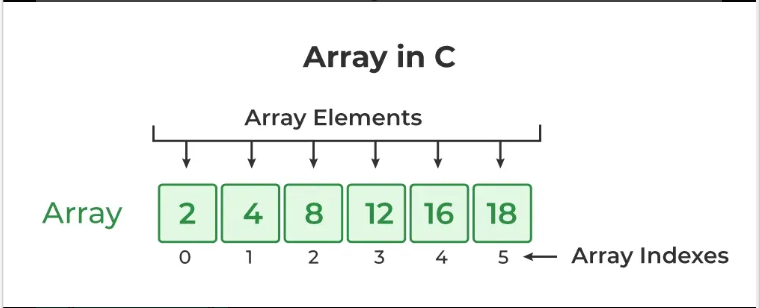 Array in C
Array Elements
Array 2 4 8 12 16 18
0 1 2 3 4 5 Array Indexes